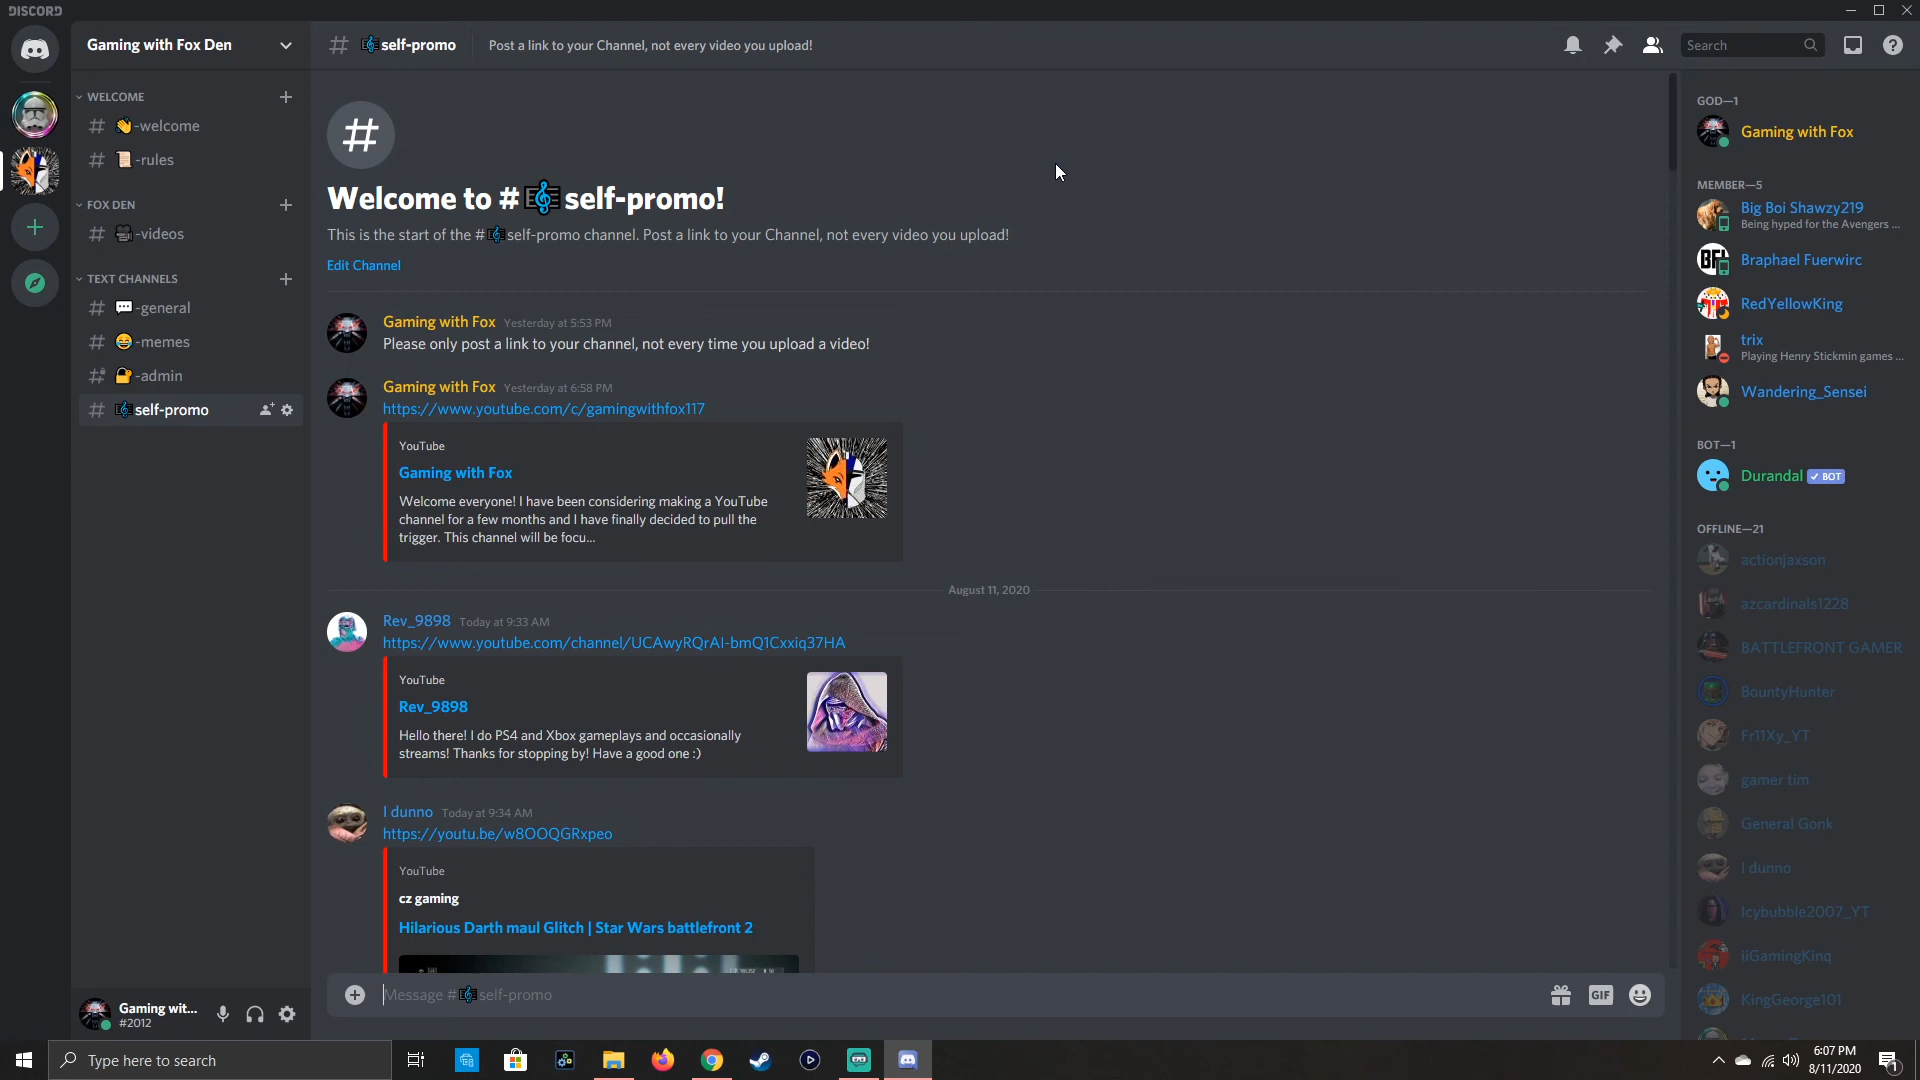 DISCORD
Gaming with Fox Den
self-promo
Post a link to your Channel, not every video you upload!
Search
WELCOME
-welcome
-rules
FOX DEN
-videos
TEXT CHANNELS
-general
-memes
-admin
self-promo
Gaming wit...
#2012
Welcome to # self-promo!
This is the start of the # self-promo channel. Post a link to your Channel, not every video you upload!
Edit Channel
Gaming with Fox Yesterday at 5:53 PM
Please only post a link to your channel, not every time you upload a video!
Gaming with Fox Yesterday at 6:58 PM
https://www.youtube.com/c/gamingwithfox117
YouTube
Gaming with Fox
Welcome everyone! I have been considering making a YouTube
channel for a few months and I have finally decided to pull the
trigger. This channel will be focu...
August 11, 2020
Rev_9898 Today at 9:33 AM
https://www.youtube.com/channel/UCAwyRQrAI-bmQ1Cxxiq37HA
YouTube
Rev_9898
Hello there! I do PS4 and Xbox gameplays and occasionally
streams! Thanks for stopping by! Have a good one :)
I dunno Today at 9:34 AM
https://youtu.be/w8OOQGRxpeo
YouTube
cz gaming
Hilarious Darth maul Glitch | Star Wars battlefront 2
Message # self-promo
GIF
GOD—1
Gaming with Fox
MEMBER—5
Big Boi Shawzy219
Being hyped for the Avengers ...
Braphael Fuerwirc
RedYellowKing
trix
Playing Henry Stickmin games ...
Wandering_Sensei
BOT—1
Durandal BOT
OFFLINE—21
actionjaxson
azcardinals1228
BATTLEFRONT GAMER
BountyHunter
Fr11Xy_YT
gamer tim
General Gonk
I dunno
Icybubble2007_YT
iiGamingKinq
KingGeorge101
Type here to search
6:07 PM
8/11/2020
1